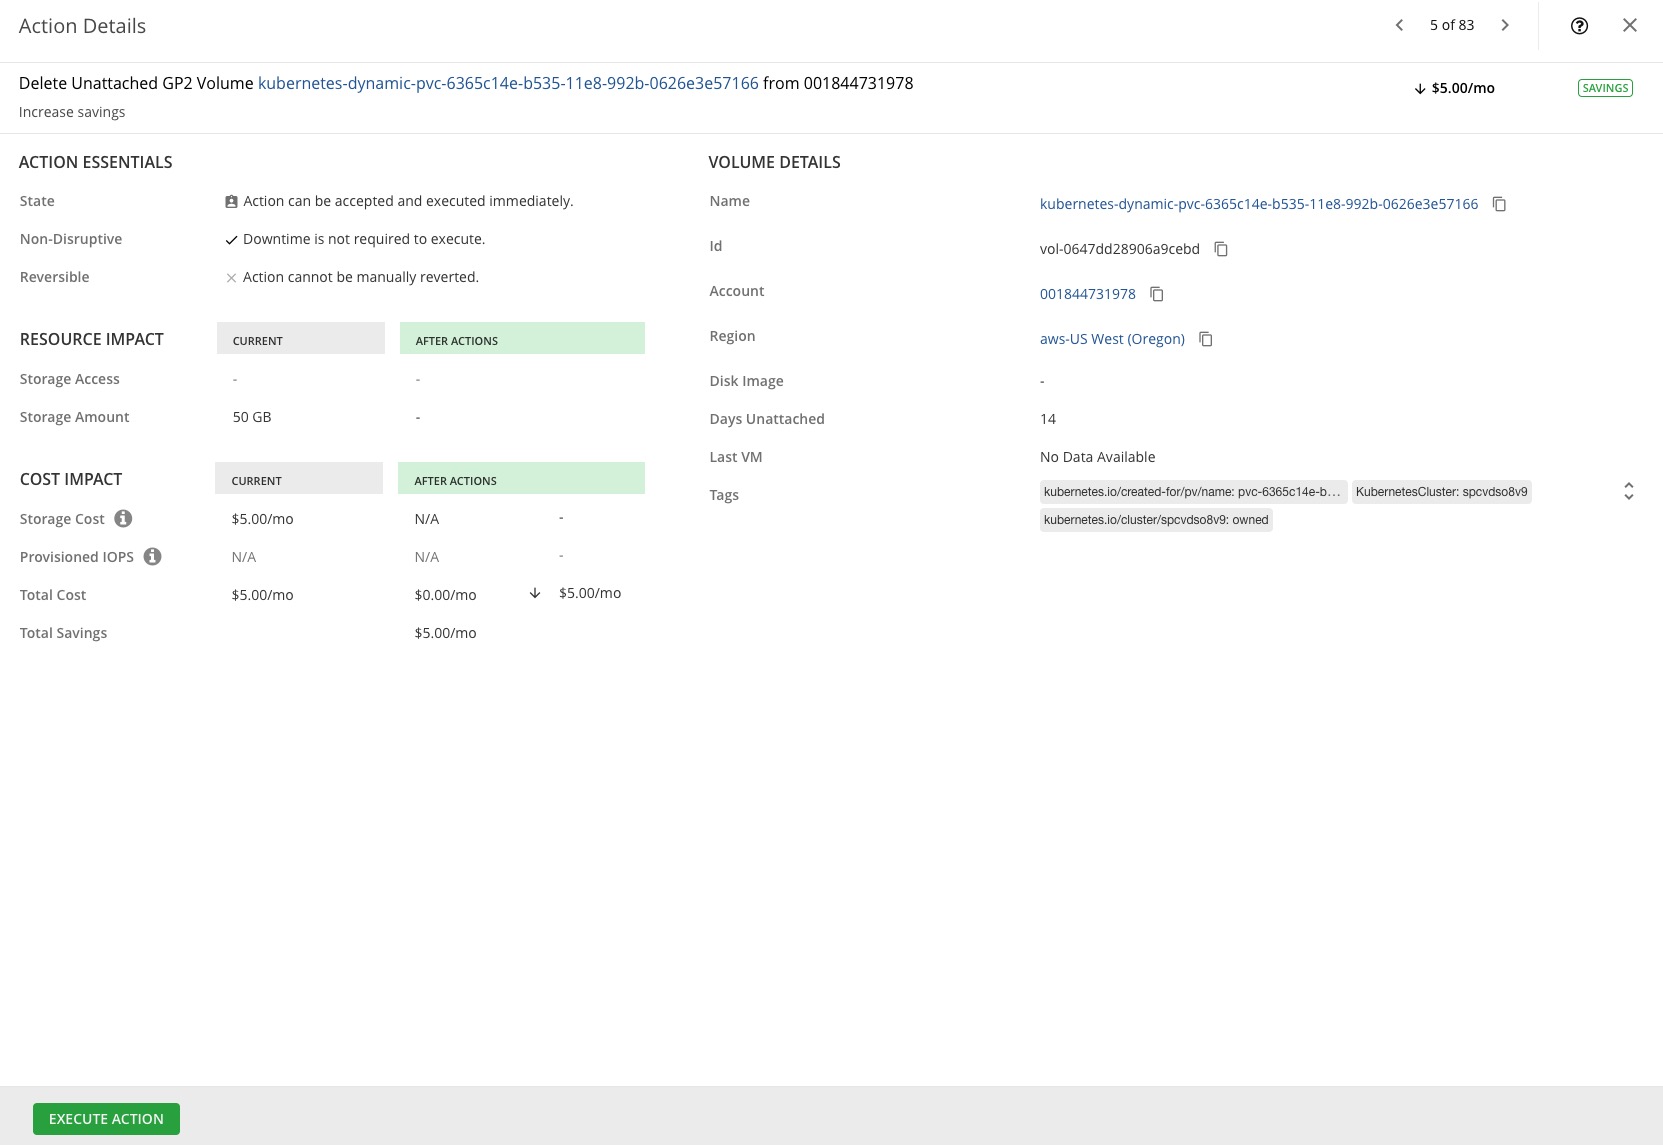 Action Details
5 of 83
Delete Unattached GP2 Volume kubernetes-dynamic-pvc-6365c14e-b535-11e8-992b-0626e3e57166 from 001844731978
$5.00/mo
SAVINGS
Increase savings
ACTION ESSENTIALS
State Action can be accepted and executed immediately.
Non-Disruptive Downtime is not required to execute.
Reversible Action cannot be manually reverted.
RESOURCE IMPACT CURRENT AFTER ACTIONS
Storage Access - -
Storage Amount 50 GB -
COST IMPACT CURRENT AFTER ACTIONS
Storage Cost $5.00/mo N/A -
Provisioned IOPS N/A N/A -
Total Cost $5.00/mo $0.00/mo $5.00/mo
Total Savings $5.00/mo
VOLUME DETAILS
Name kubernetes-dynamic-pvc-6365c14e-b535-11e8-992b-0626e3e57166
Id vol-0647dd28906a9cebd
Account 001844731978
Region aws-US West (Oregon)
Disk Image -
Days Unattached 14
Last VM No Data Available
Tags kubernetes.io/created-for/pv/name: pvc-6365c14e-b... KubernetesCluster: spcvdso8v9
kubernetes.io/cluster/spcvdso8v9: owned
EXECUTE ACTION